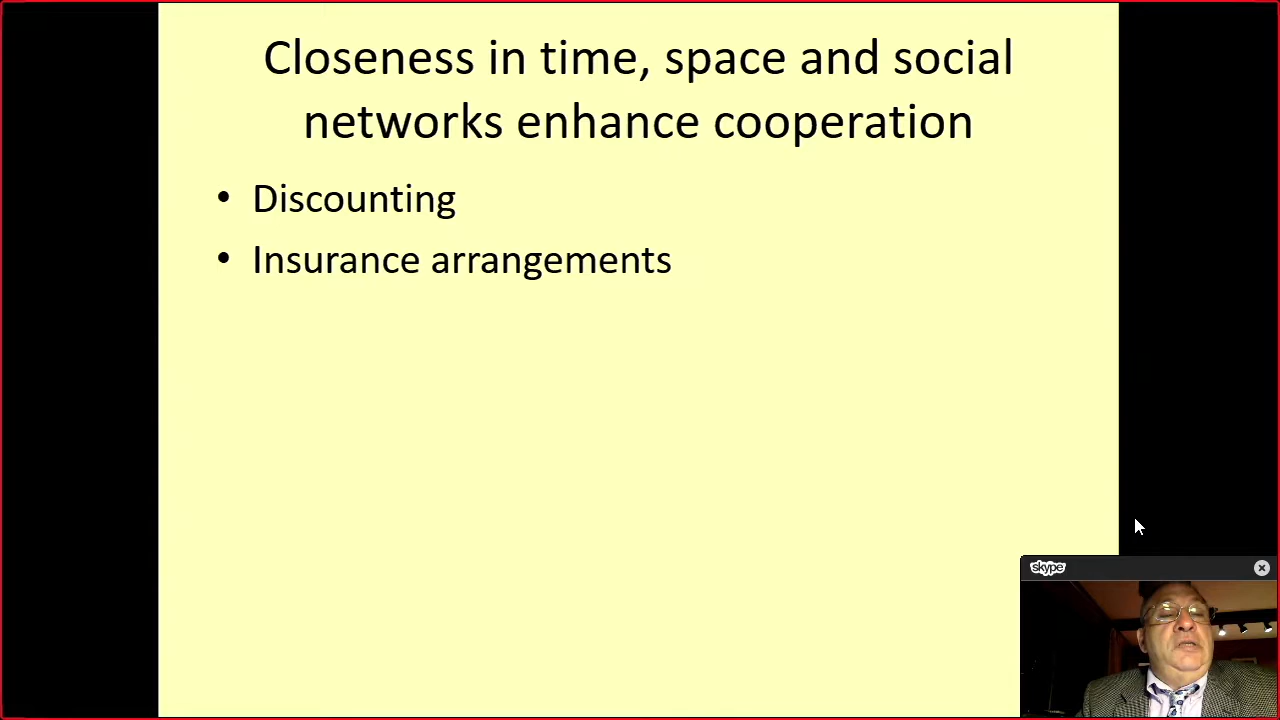 Closeness in time, space and social
networks enhance cooperation
• Discounting
• Insurance arrangements
skype